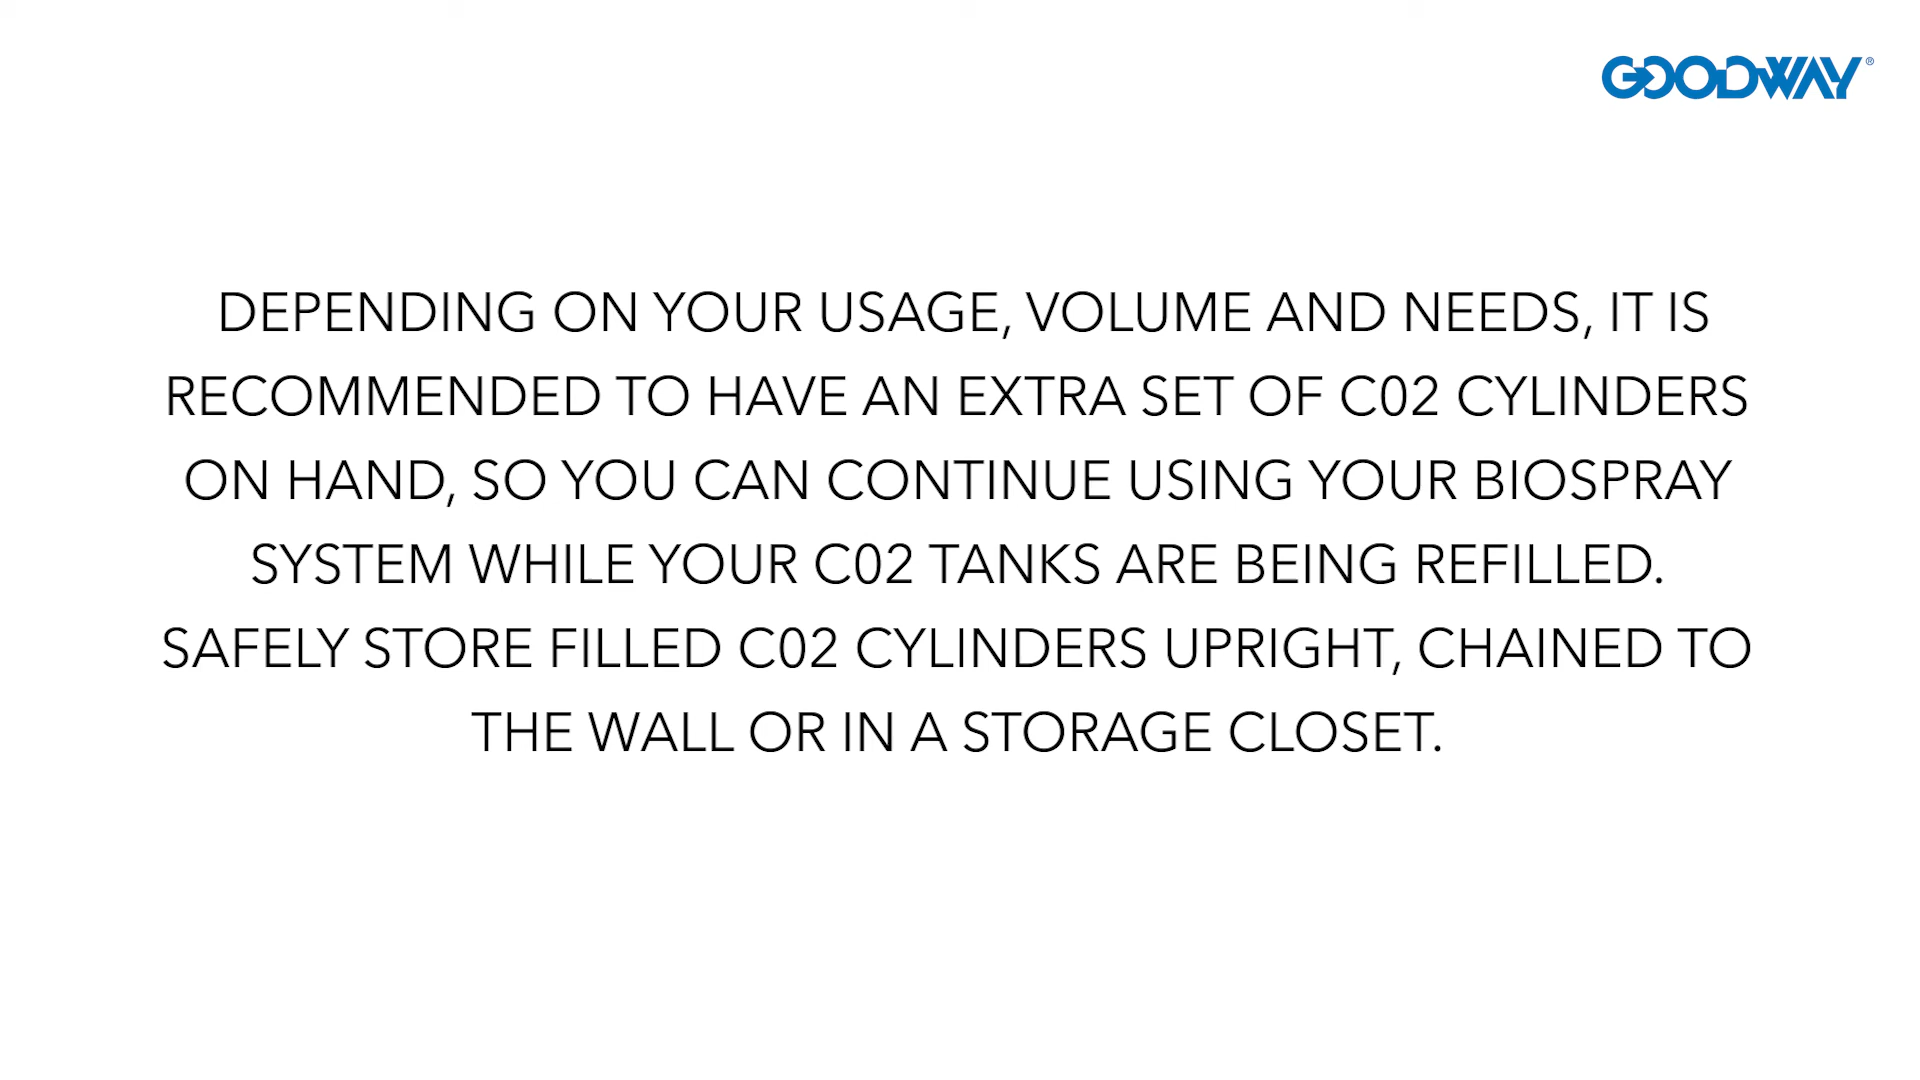 GOODWAY®
DEPENDING ON YOUR USAGE, VOLUME AND NEEDS, IT IS
RECOMMENDED TO HAVE AN EXTRA SET OF C02 CYLINDERS
ON HAND, SO YOU CAN CONTINUE USING YOUR BIOSPRAY
SYSTEM WHILE YOUR C02 TANKS ARE BEING REFILLED.
SAFELY STORE FILLED C02 CYLINDERS UPRIGHT, CHAINED TO
THE WALL OR IN A STORAGE CLOSET.